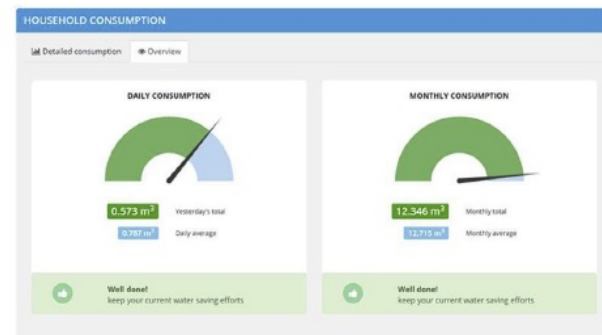 HOUSEHOLD CONSUMPTION
Detailed consumption Overview
DAILY CONSUMPTION
0.573 m³ Yesterday's total
0.787 m³ Daily average
Well done!
keep your current water saving efforts
MONTHLY CONSUMPTION
12.346 m³ Monthly total
12,715 m³ Monthly average
Well done!
keep your current water saving efforts